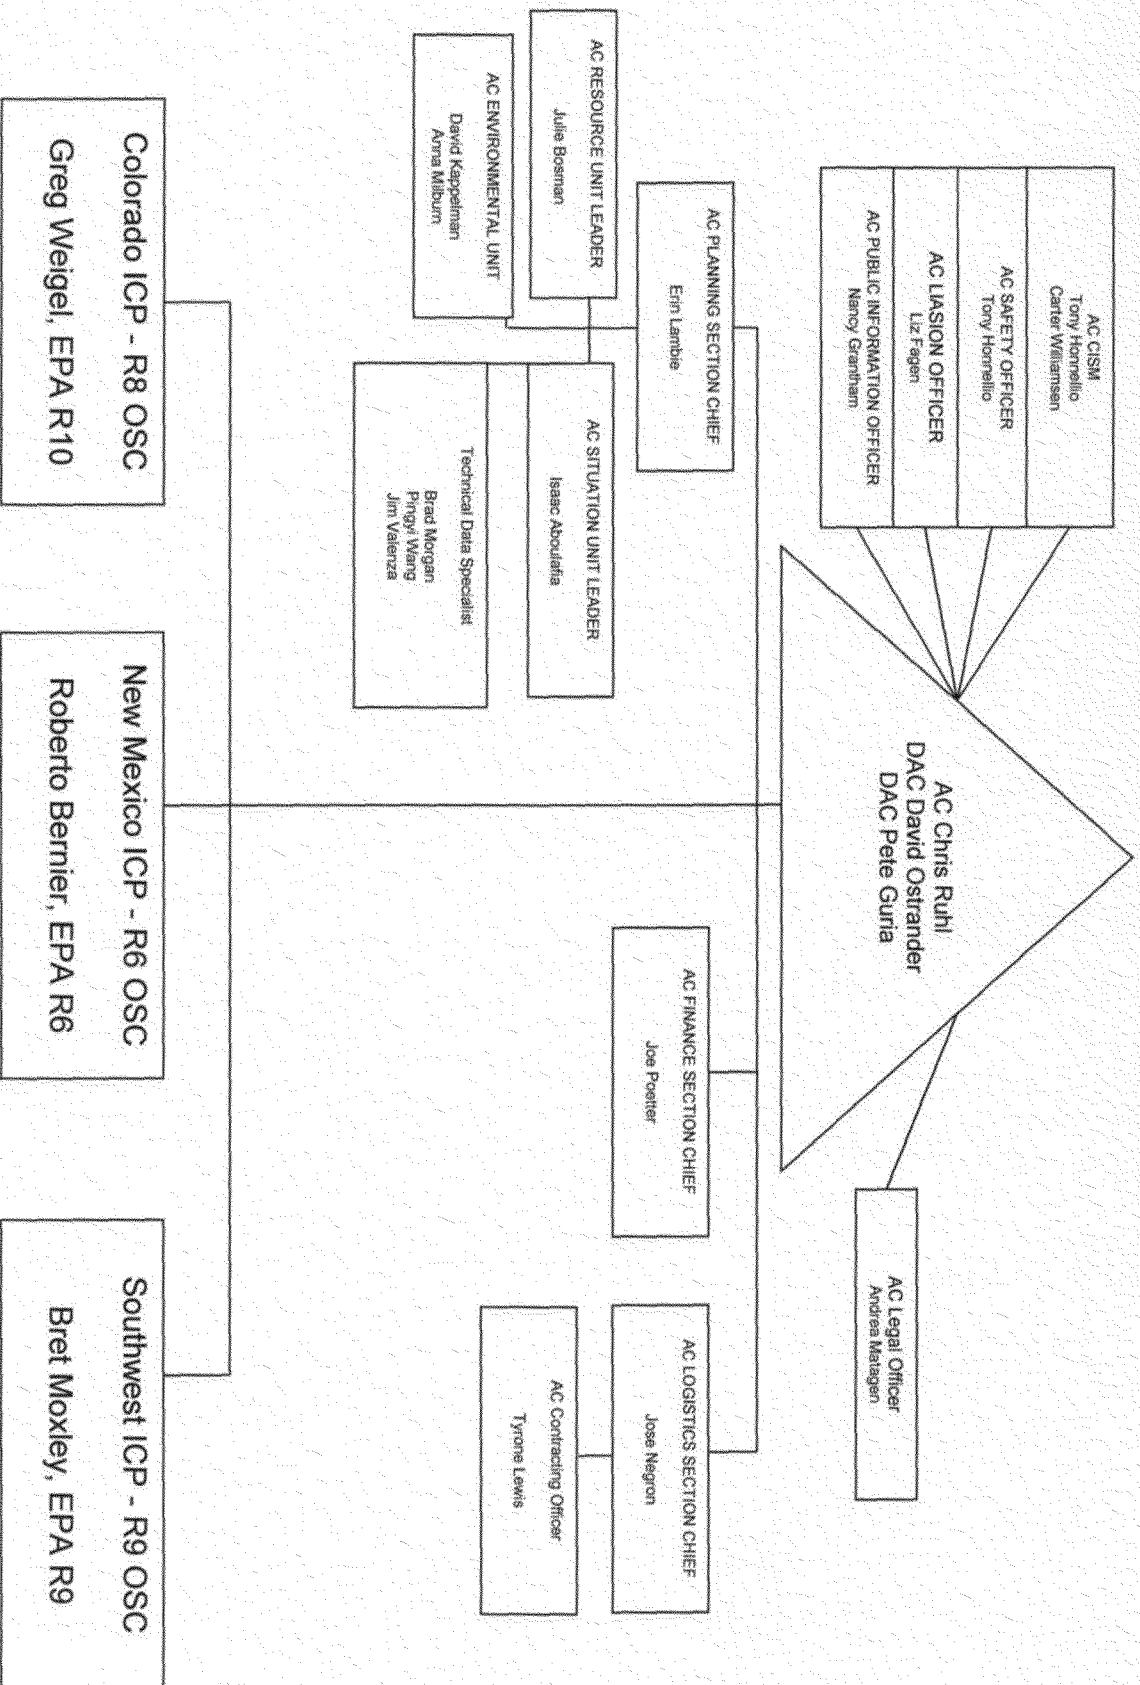 AC CISM
Tony Honnellio
Carter Williamsen
AC SAFETY OFFICER
Tony Honnellio
AC LIASION OFFICER
Liz Fagen
AC PUBLIC INFORMATION OFFICER
Nancy Grantham
AC Chris Ruhl
DAC David Ostrander
DAC Pete Guria
AC Legal Officer
Andrea Matagen
AC PLANNING SECTION CHIEF
Erin Lambie
AC FINANCE SECTION CHIEF
Joe Poetter
AC LOGISTICS SECTION CHIEF
Jose Negron
AC RESOURCE UNIT LEADER
Julie Bosman
AC SITUATION UNIT LEADER
Isaac Aboulafia
AC Contracting Officer
Tyrone Lewis
AC ENVIRONMENTAL UNIT
David Kappelman
Anna Milburn
Technical Data Specialist
Brad Morgan
Pingyi Wang
Jim Valenza
Colorado ICP - R8 OSC
Greg Weigel, EPA R10
New Mexico ICP - R6 OSC
Roberto Bernier, EPA R6
Southwest ICP - R9 OSC
Bret Moxley, EPA R9